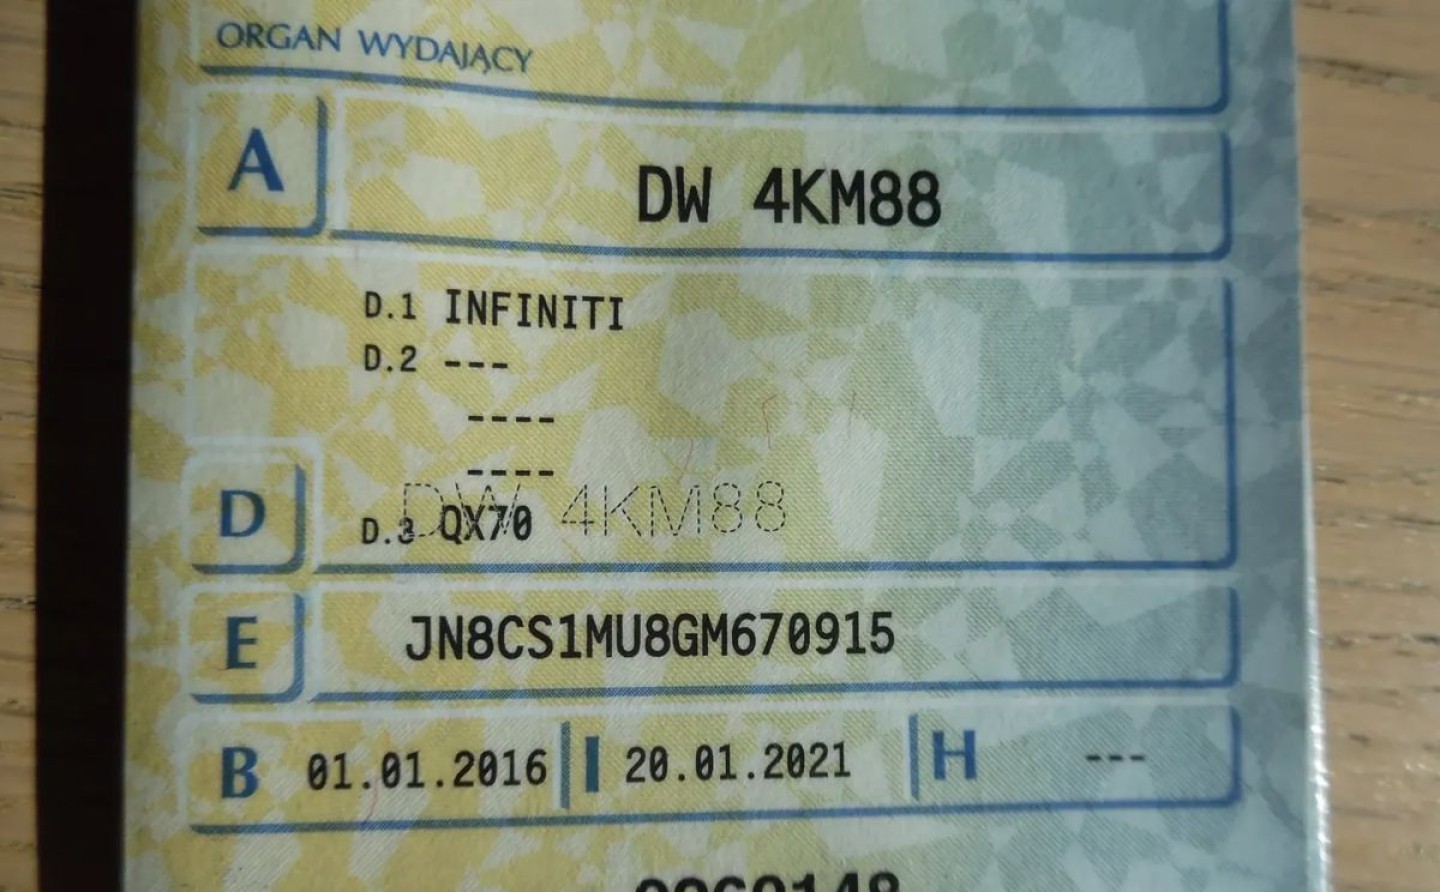 ORGAN WYDAJĄCY
A DW 4KM88
D.1 INFINITI
D.2 ---
----
----
DW 4KM88
D D.3 QX70
E JN8CS1MU8GM670915
B 01.01.2016 I 20.01.2021 H ---